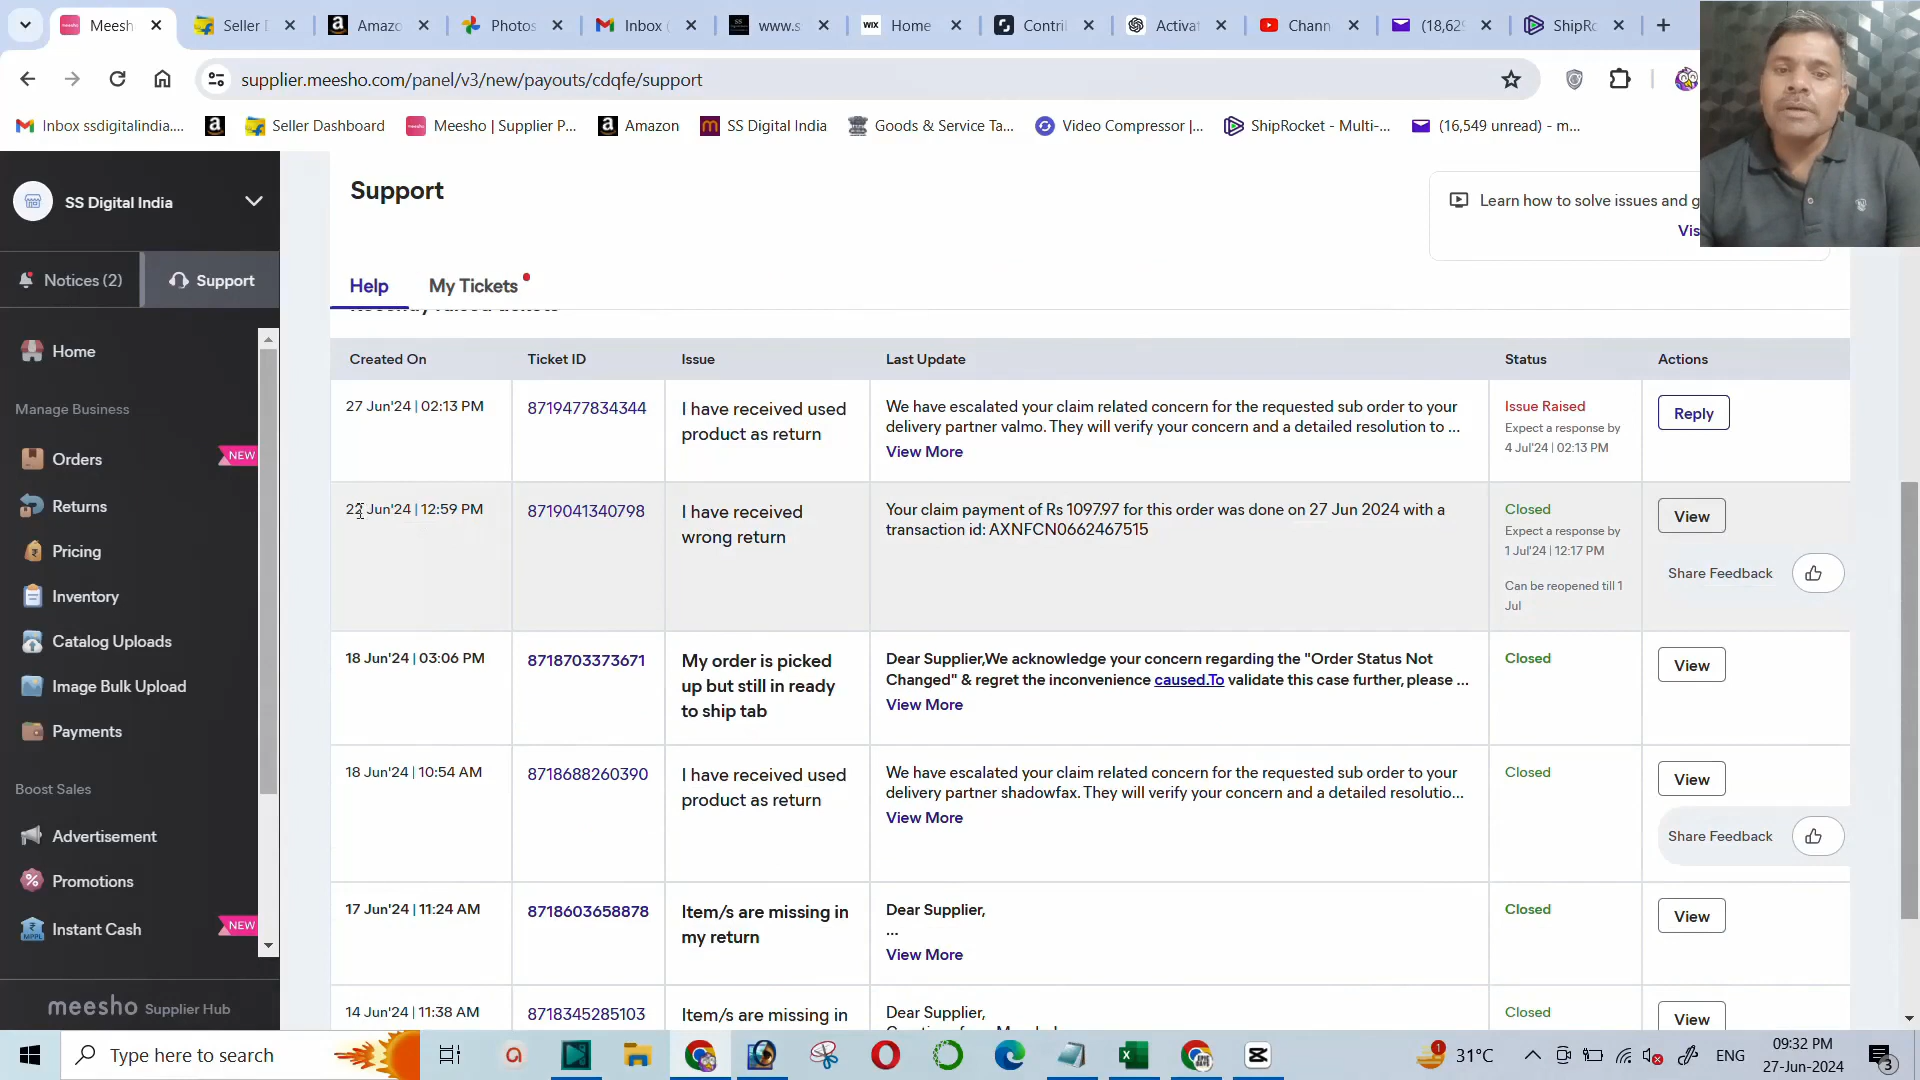 Meesh
Seller D
Amazo
Photos
Inbox (
www.s
Home
Contri
Activat
Chann
(18,629
ShipRo
supplier.meesho.com/panel/v3/new/payouts/cdqfe/support
Inbox ssdigitalindia....
Seller Dashboard
Meesho | Supplier P...
Amazon
SS Digital India
Goods & Service Ta...
Video Compressor |...
ShipRocket - Multi-...
(16,549 unread) - m...
SS Digital India
Notices (2)
Support
Home
Manage Business
Orders
NEW
Returns
Pricing
Inventory
Catalog Uploads
Image Bulk Upload
Payments
Boost Sales
Advertisement
Promotions
Instant Cash
NEW
meesho Supplier Hub
Support
Learn how to solve issues and g
Vis
Help
My Tickets
Recently raised tickets
Created On
Ticket ID
Issue
Last Update
Status
Actions
27 Jun'24 | 02:13 PM
8719477834344
I have received used
product as return
We have escalated your claim related concern for the requested sub order to your
delivery partner valmo. They will verify your concern and a detailed resolution to ...
View More
Issue Raised
Expect a response by
4 Jul'24 | 02:13 PM
Reply
22 Jun'24 | 12:59 PM
8719041340798
I have received
wrong return
Your claim payment of Rs 1097.97 for this order was done on 27 Jun 2024 with a
transaction id: AXNFCN0662467515
Closed
Expect a response by
1 Jul'24 | 12:17 PM
Can be reopened till 1
Jul
View
Share Feedback
18 Jun'24 | 03:06 PM
8718703373671
My order is picked
up but still in ready
to ship tab
Dear Supplier,We acknowledge your concern regarding the "Order Status Not
Changed" & regret the inconvenience caused.To validate this case further, please ...
View More
Closed
View
18 Jun'24 | 10:54 AM
8718688260390
I have received used
product as return
We have escalated your claim related concern for the requested sub order to your
delivery partner shadowfax. They will verify your concern and a detailed resolutio...
View More
Closed
View
Share Feedback
17 Jun'24 | 11:24 AM
8718603658878
Item/s are missing in
my return
Dear Supplier,
...
View More
Closed
View
14 Jun'24 | 11:38 AM
8718345285103
Item/s are missing in
Dear Supplier,
Closed
View
Type here to search
31°C
ENG
09:32 PM
27-Jun-2024
3